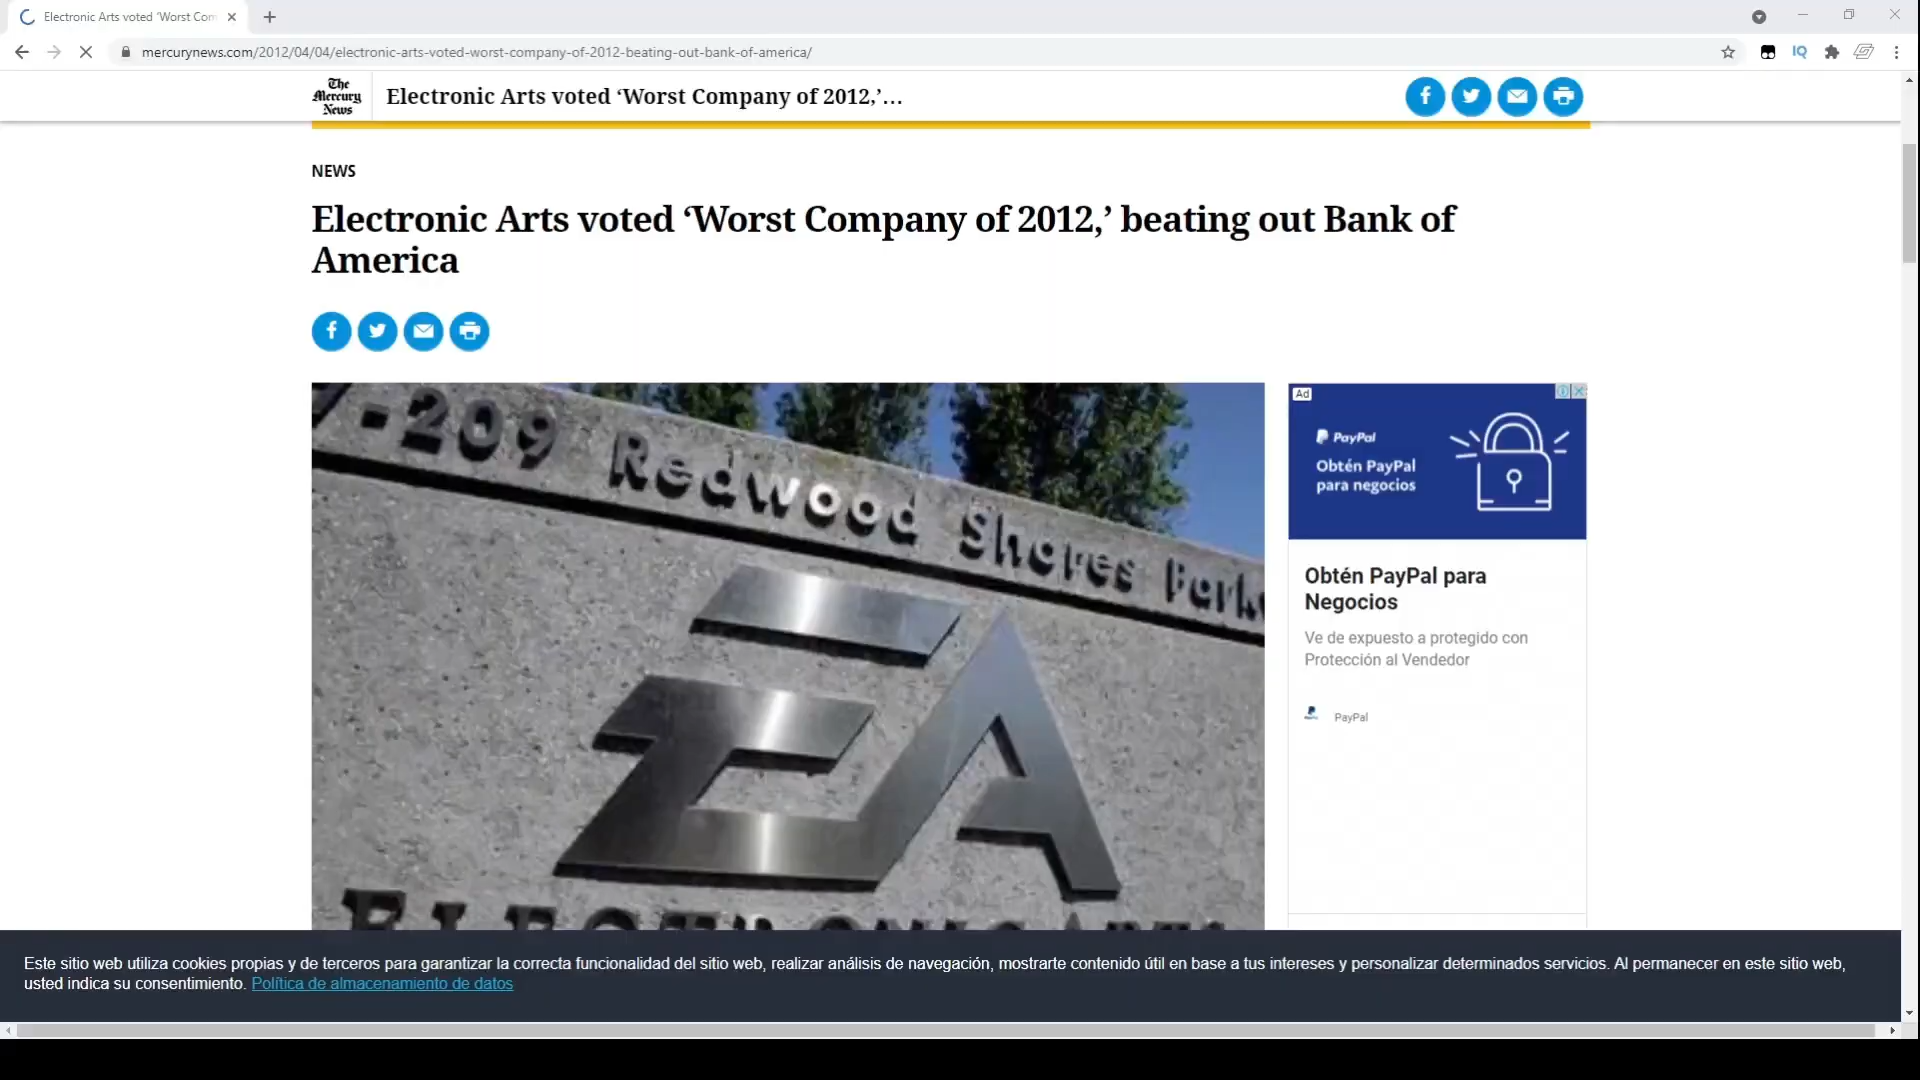 Electronic Arts voted ‘Worst Com
mercurynews.com/2012/04/04/electronic-arts-voted-worst-company-of-2012-beating-out-bank-of-america/
IQ
The
Mercury
News
Electronic Arts voted ‘Worst Company of 2012,’...
NEWS
Electronic Arts voted ‘Worst Company of 2012,’ beating out Bank of
America
-209 Redwood Shores Park
EA
ELECTRONIC ARTS
Ad
PayPal
Obtén PayPal
para negocios
Obtén PayPal para
Negocios
Ve de expuesto a protegido con
Protección al Vendedor
PayPal
Este sitio web utiliza cookies propias y de terceros para garantizar la correcta funcionalidad del sitio web, realizar análisis de navegación, mostrarte contenido útil en base a tus intereses y personalizar determinados servicios. Al permanecer en este sitio web,
usted indica su consentimiento. Política de almacenamiento de datos